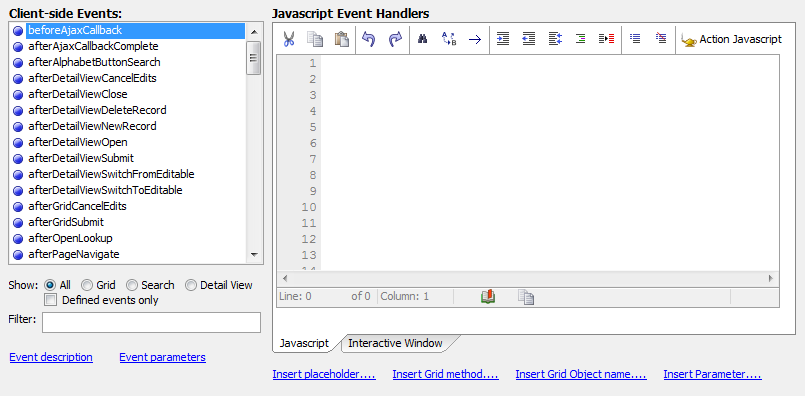 Client-side Events:
beforeAjaxCallback
afterAjaxCallbackComplete
afterAlphabetButtonSearch
afterDetailViewCancelEdits
afterDetailViewClose
afterDetailViewDeleteRecord
afterDetailViewNewRecord
afterDetailViewOpen
afterDetailViewSubmit
afterDetailViewSwitchFromEditable
afterDetailViewSwitchToEditable
afterGridCancelEdits
afterGridSubmit
afterOpenLookup
afterPageNavigate
Show: All Grid Search Detail View
Defined events only
Filter:
Event description Event parameters
Javascript Event Handlers
A B Action Javascript
1
2
3
4
5
6
7
8
9
10
11
12
13
14
Line: 0 of 0 Column: 1
Javascript Interactive Window
Insert placeholder.... Insert Grid method.... Insert Grid Object name.... Insert Parameter....